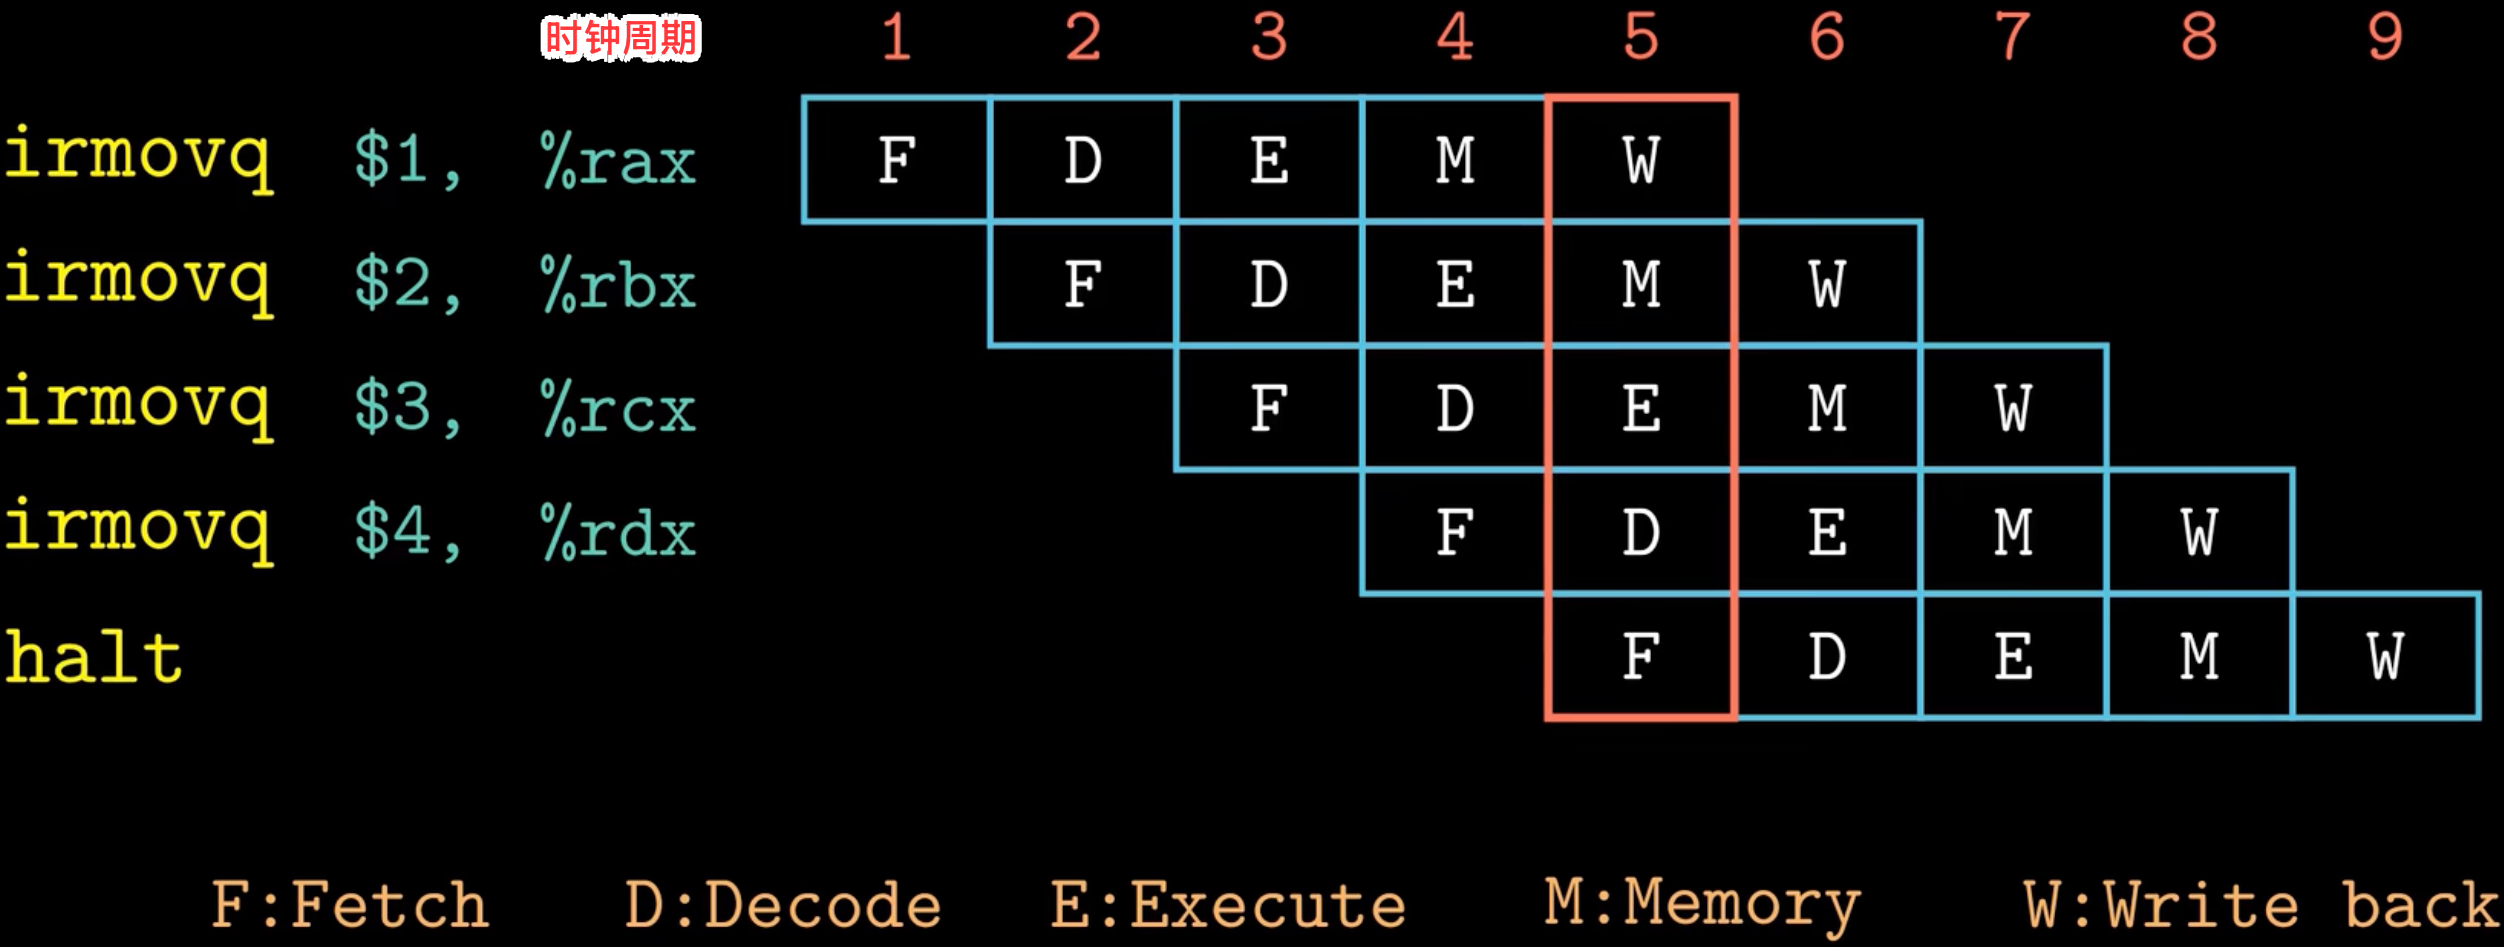 时钟周期 1 2 3 4 5 6 7 8 9
irmovq $1, %rax F D E M W
irmovq $2, %rbx F D E M W
irmovq $3, %rcx F D E M W
irmovq $4, %rdx F D E M W
halt F D E M W
F:Fetch D:Decode E:Execute M:Memory W:Write back